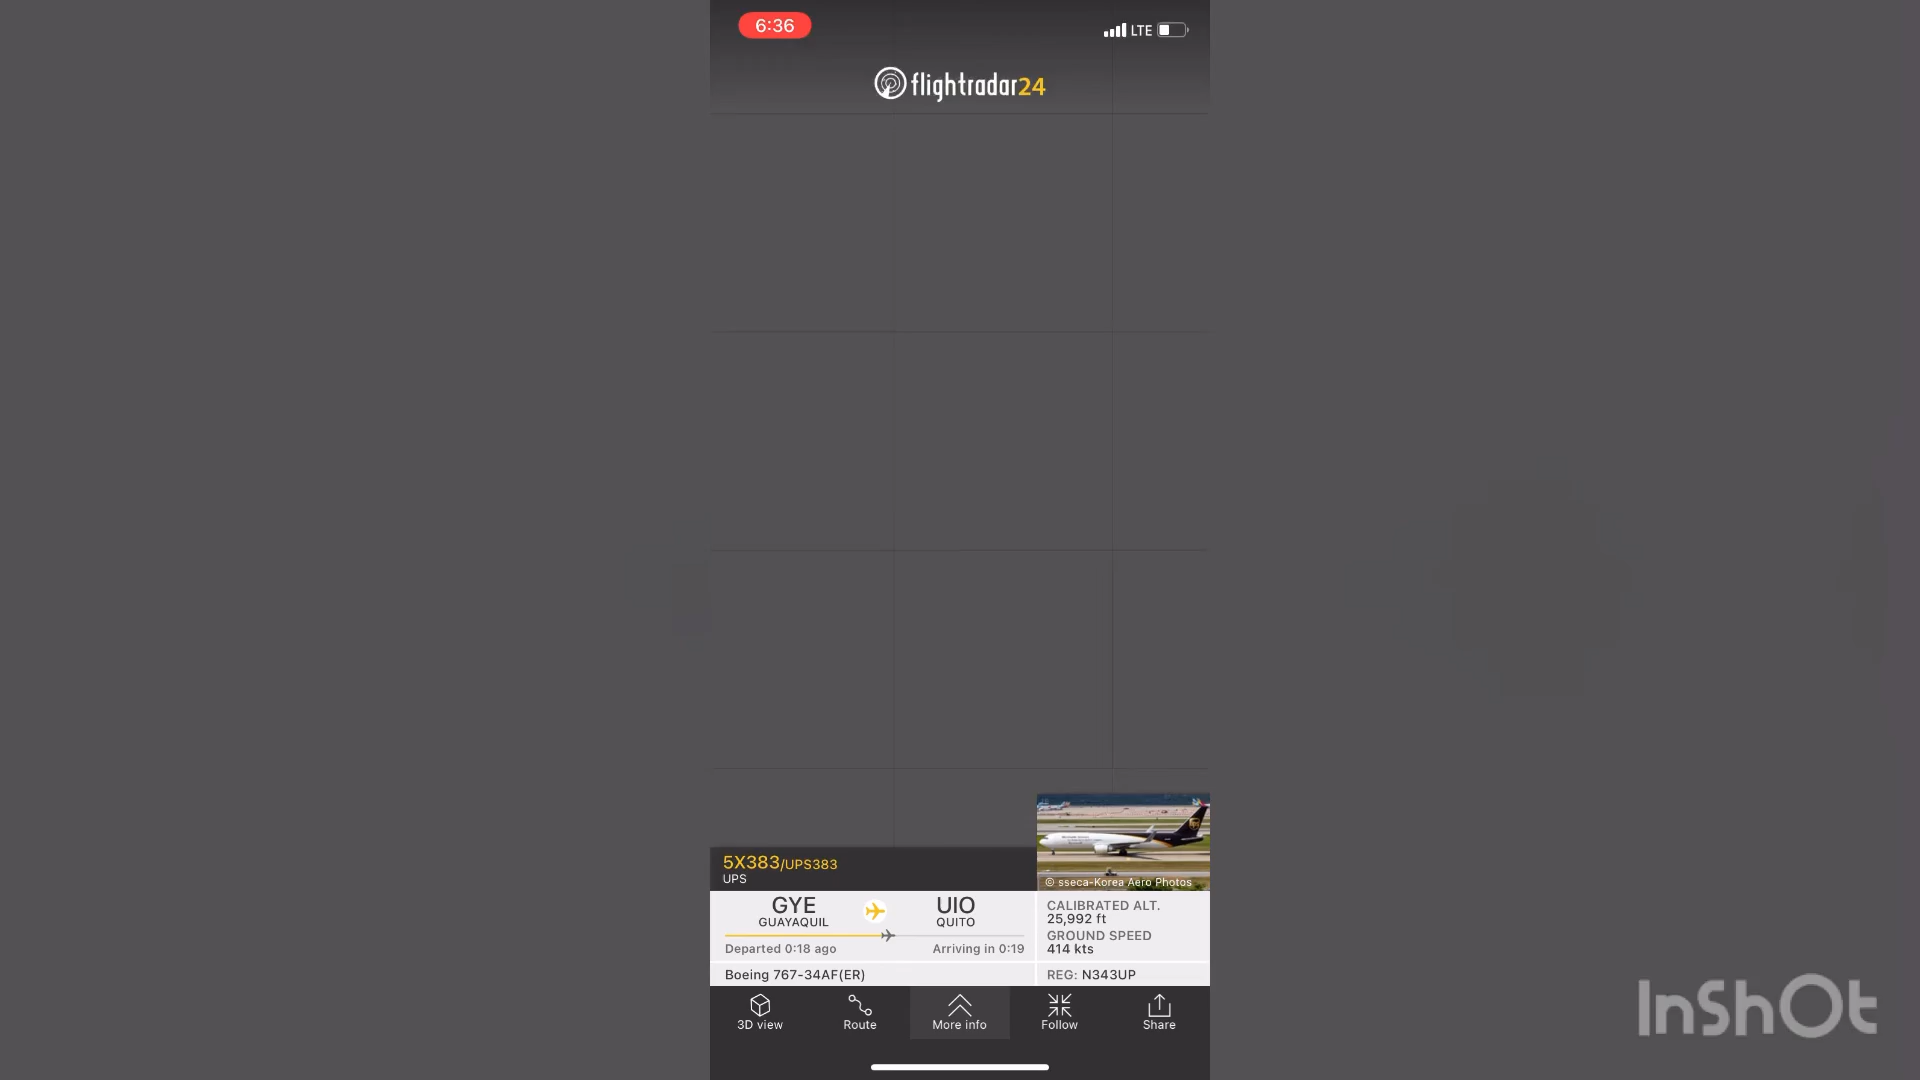 6:36
LTE
flightradar24
5X383/UPS383
UPS
© sseca-Korea Aero Photos
GYE
GUAYAQUIL
UIO
QUITO
Departed 0:18 ago
Arriving in 0:19
CALIBRATED ALT.
25,992 ft
GROUND SPEED
414 kts
Boeing 767-34AF(ER)
REG: N343UP
3D view
Route
More info
Follow
Share
InShOt